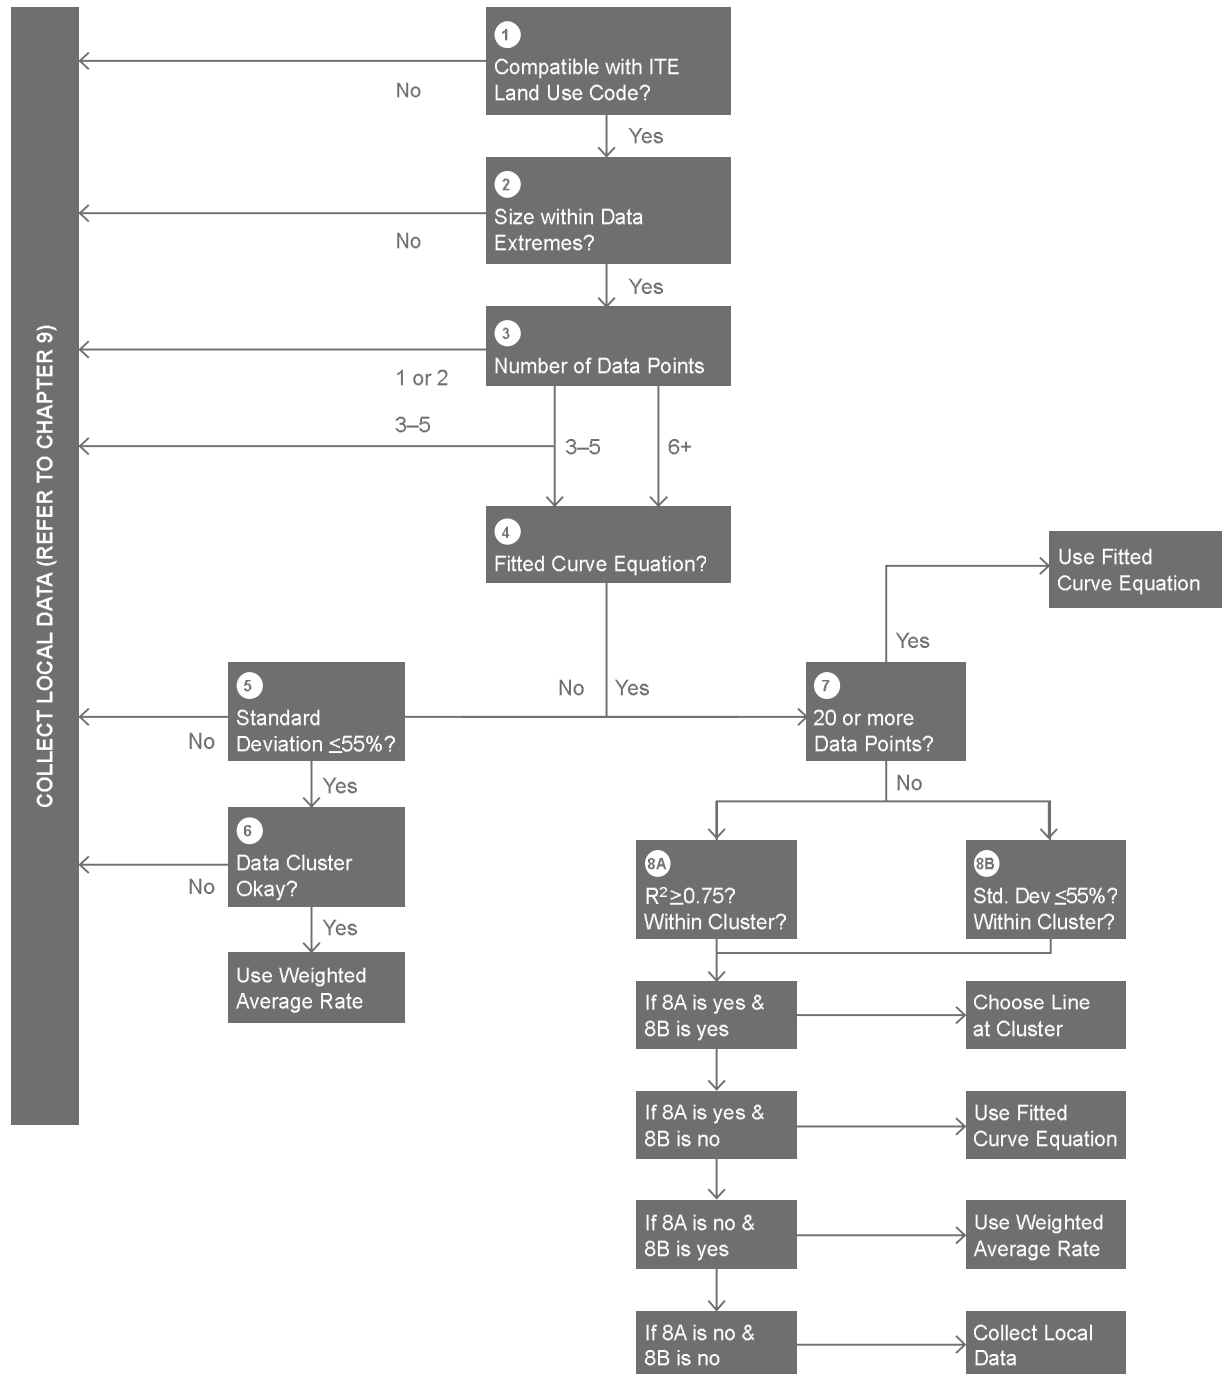 COLLECT LOCAL DATA (REFER TO CHAPTER 9)
1
Compatible with ITE
Land Use Code?
No
Yes
2
Size within Data
Extremes?
No
Yes
3
Number of Data Points
1 or 2
3–5
3–5
6+
4
Fitted Curve Equation?
No
Yes
5
Standard
Deviation ≤55%?
No
Yes
6
Data Cluster
Okay?
No
Yes
Use Weighted
Average Rate
7
20 or more
Data Points?
Yes
Use Fitted
Curve Equation
No
8A
R²≥0.75?
Within Cluster?
8B
Std. Dev ≤55%?
Within Cluster?
If 8A is yes &
8B is yes
Choose Line
at Cluster
If 8A is yes &
8B is no
Use Fitted
Curve Equation
If 8A is no &
8B is yes
Use Weighted
Average Rate
If 8A is no &
8B is no
Collect Local
Data